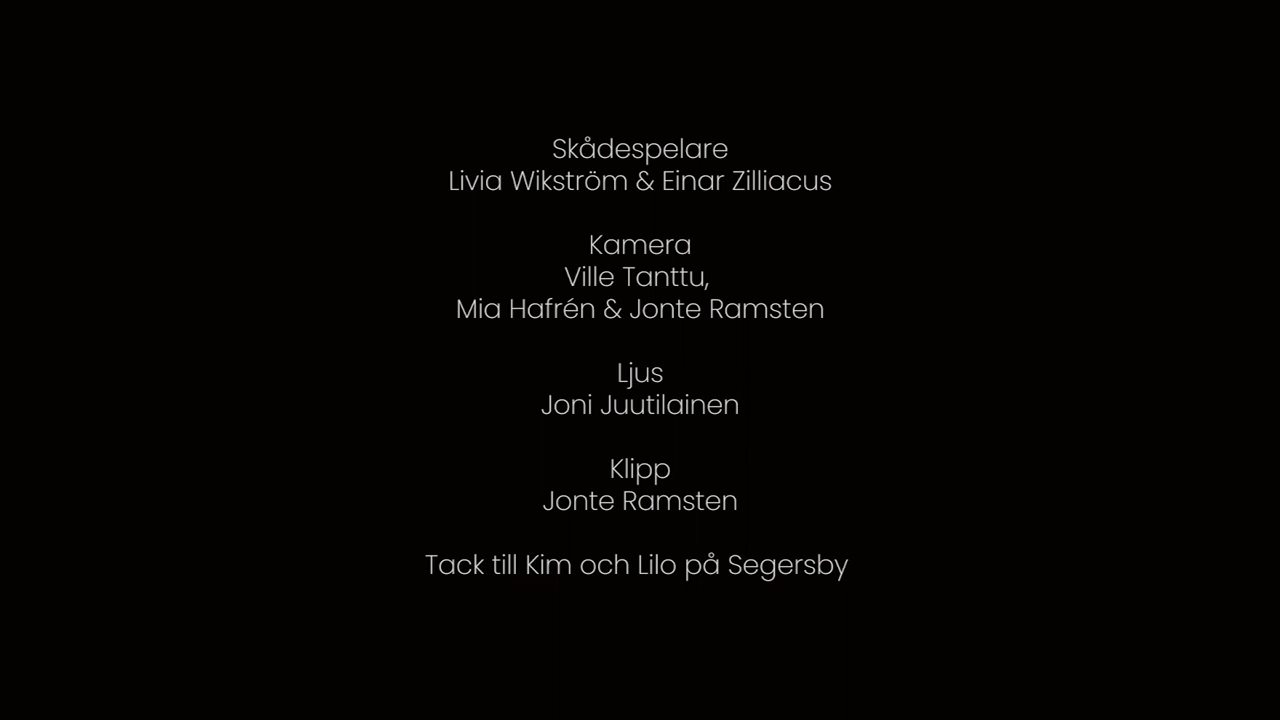 Skådespelare
Livia Wikström & Einar Zilliacus
Kamera
Ville Tanttu,
Mia Hafrén & Jonte Ramsten
Ljus
Joni Juutilainen
Klipp
Jonte Ramsten
Tack till Kim och Lilo på Segersby